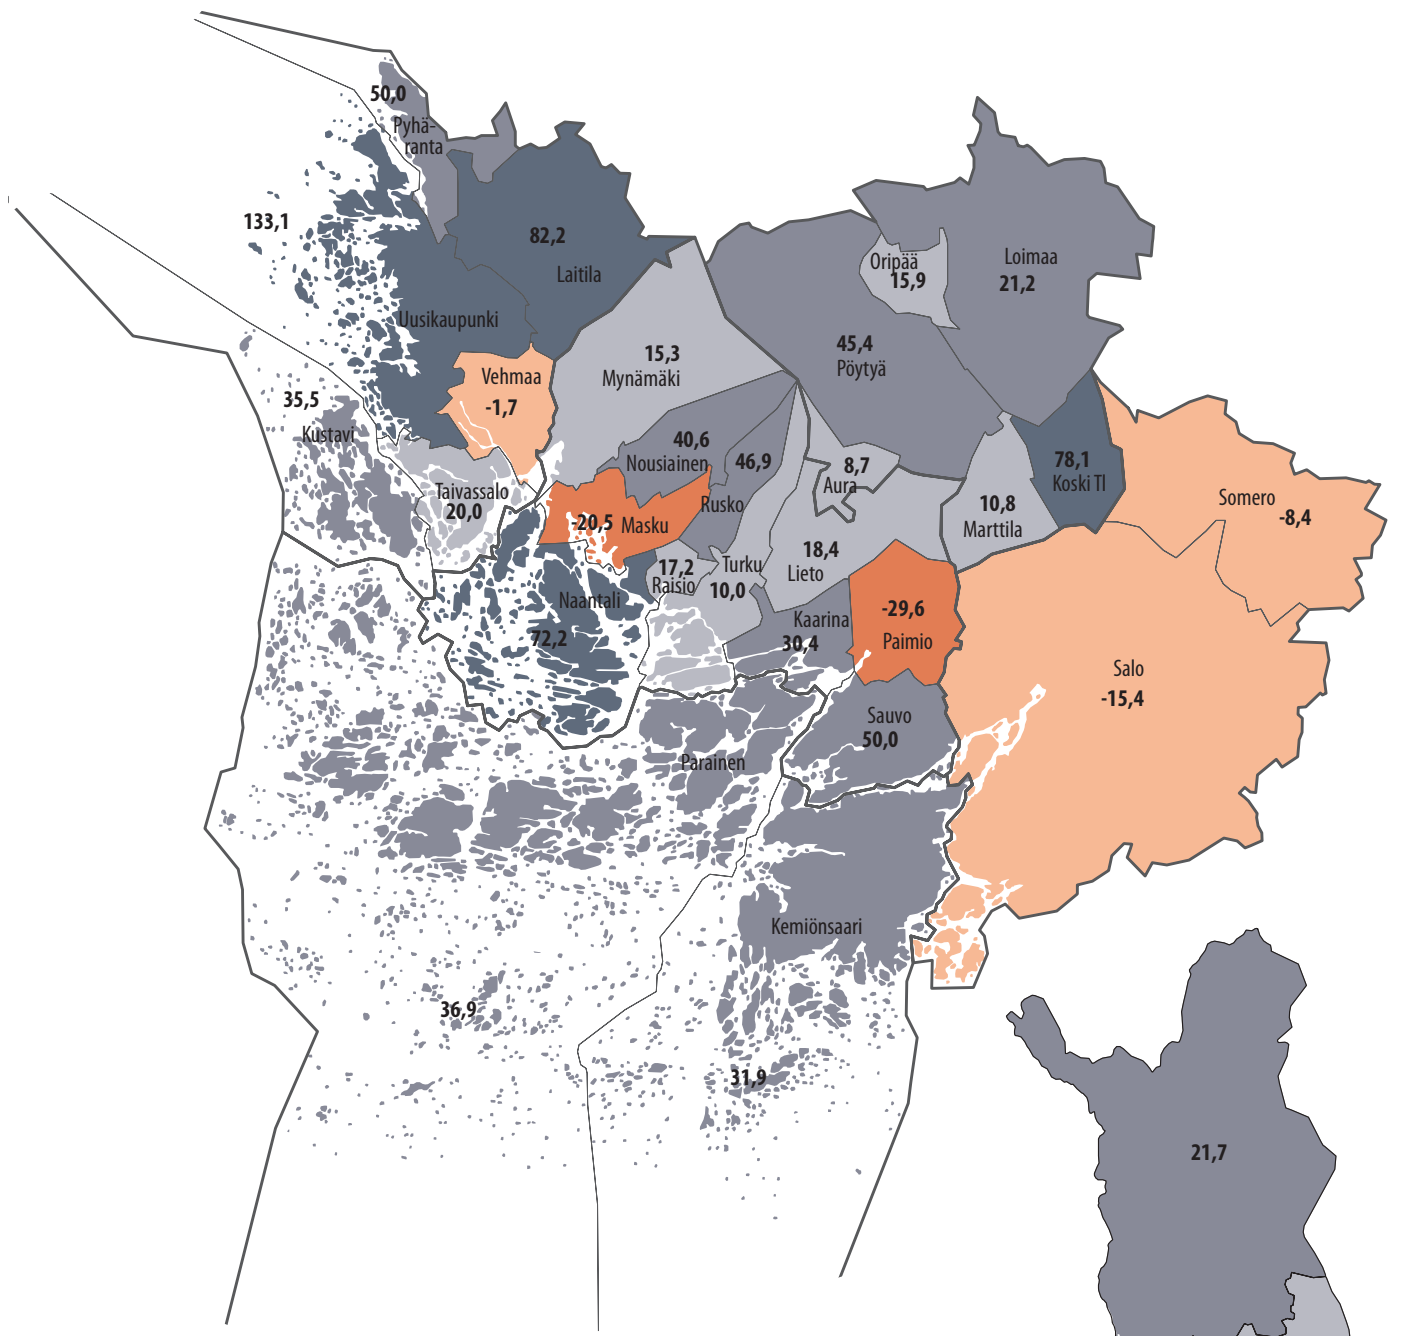 50,0
Pyhä-
ranta
133,1
82,2
Laitila
Uusikaupunki
Oripää
15,9
Loimaa
21,2
45,4
Pöytyä
15,3
Mynämäki
Vehmaa
-1,7
35,5
Kustavi
40,6
Nousiainen
46,9
Rusko
8,7
Aura
78,1
Koski Tl
Taivassalo
20,0
-20,5 Masku
10,8
Marttila
Somero
-8,4
17,2
Raisio
Turku
10,0
18,4
Lieto
Naantali
72,2
Kaarina
30,4
-29,6
Paimio
Salo
-15,4
Sauvo
50,0
Parainen
Kemiönsaari
36,9
31,9
21,7